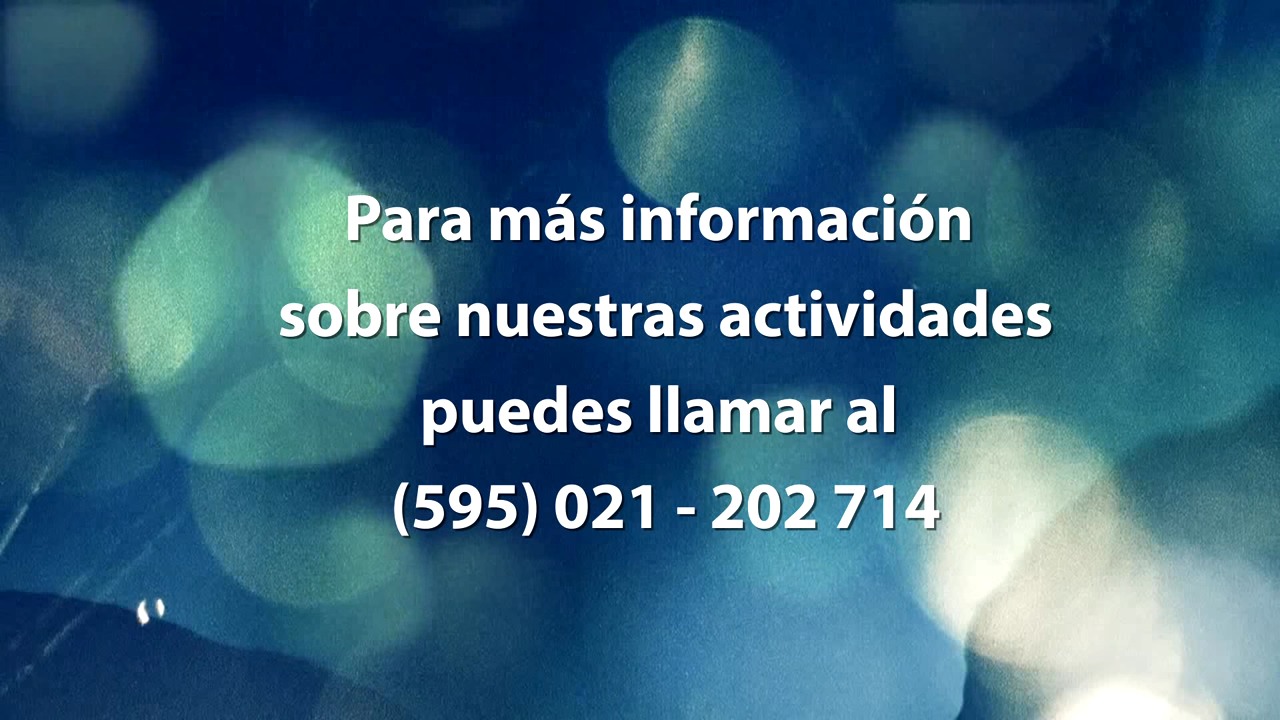 Para más información
sobre nuestras actividades
puedes llamar al
(595) 021 - 202 714